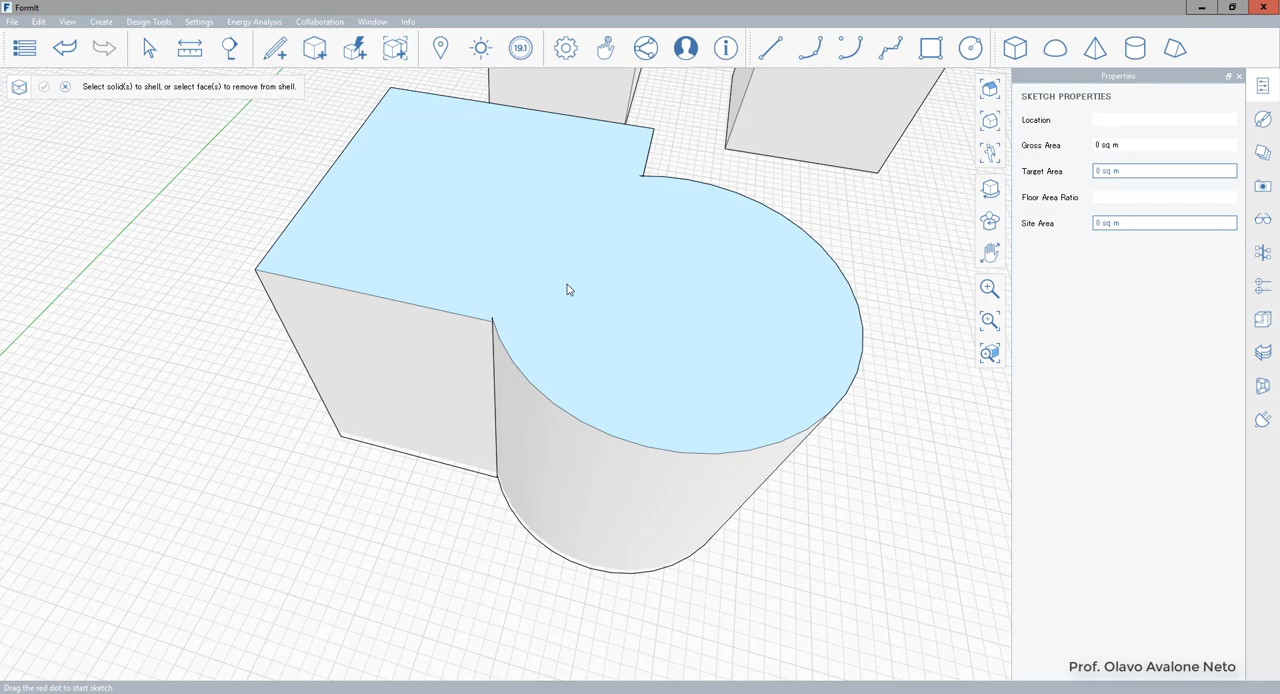 FormIt
File Edit View Create Design Tools Settings Energy Analysis Collaboration Window Info
19.1
Select solid(s) to shell, or select face(s) to remove from shell.
Properties
SKETCH PROPERTIES
Location
Gross Area 0 sq m
Target Area 0 sq m
Floor Area Ratio
Site Area 0 sq m
Prof. Olavo Avalone Neto
Drag the red dot to start sketch